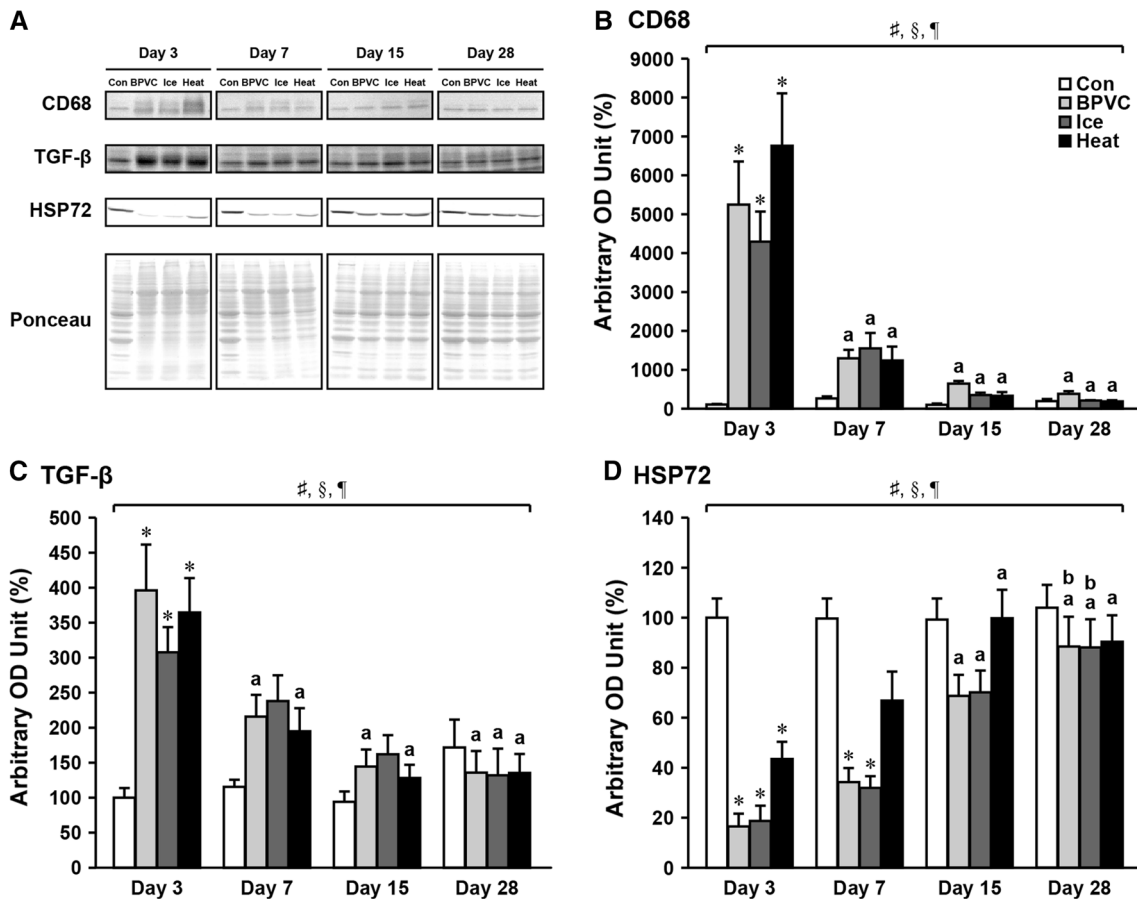 A
Day 3 Day 7 Day 15 Day 28
Con BPVC Ice Heat Con BPVC Ice Heat Con BPVC Ice Heat Con BPVC Ice Heat
CD68
TGF-β
HSP72
Ponceau
B CD68
♯, §, ¶
Arbitrary OD Unit (%)
9000
8000
7000
6000
5000
4000
3000
2000
1000
0
Con
BPVC
Ice
Heat
* * *
a a a
a a a
a a a
Day 3 Day 7 Day 15 Day 28
C TGF-β
♯, §, ¶
Arbitrary OD Unit (%)
500
450
400
350
300
250
200
150
100
50
0
* * *
a a
a a
a a a
Day 3 Day 7 Day 15 Day 28
D HSP72
♯, §, ¶
Arbitrary OD Unit (%)
140
120
100
80
60
40
20
0
* * *
* *
a a a
b b
a a a
Day 3 Day 7 Day 15 Day 28